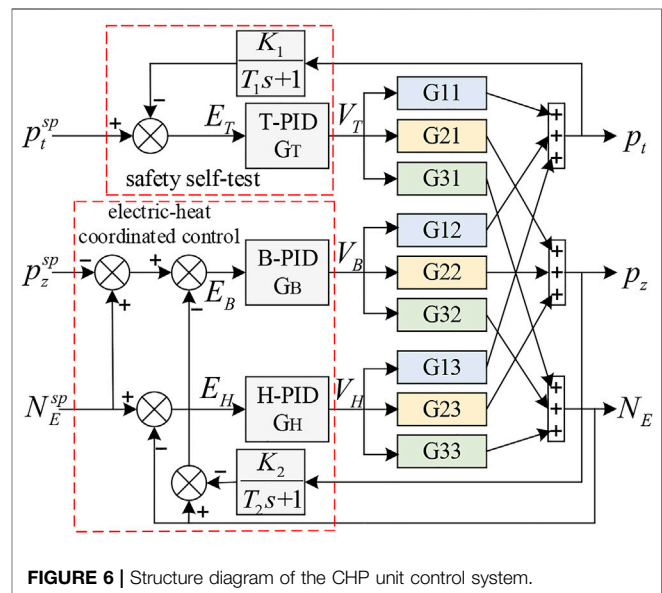 K₁
T₁s+1
−
p_t^sp
+
E_T
T-PID
G_T
V_T
G11
G21
G31
+
+
+
p_t
safety self-test
electric-heat
coordinated control
p_z^sp
−
+
+
−
E_B
B-PID
G_B
V_B
G12
G22
G32
+
+
+
p_z
N_E^sp
+
−
E_H
H-PID
G_H
V_H
G13
G23
G33
+
+
+
N_E
−
+
K₂
T₂s+1
FIGURE 6 | Structure diagram of the CHP unit control system.